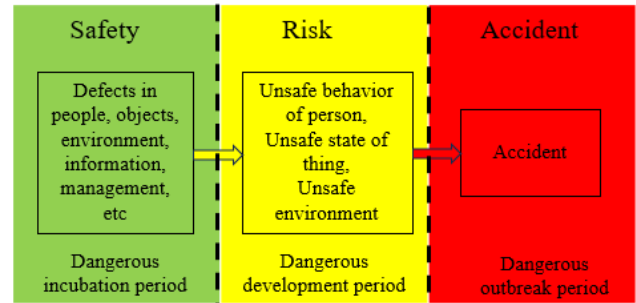 Safety
Risk
Accident
Defects in
people, objects,
environment,
information,
management,
etc
Unsafe behavior
of person,
Unsafe state of
thing,
Unsafe
environment
Accident
Dangerous
incubation period
Dangerous
development period
Dangerous
outbreak period